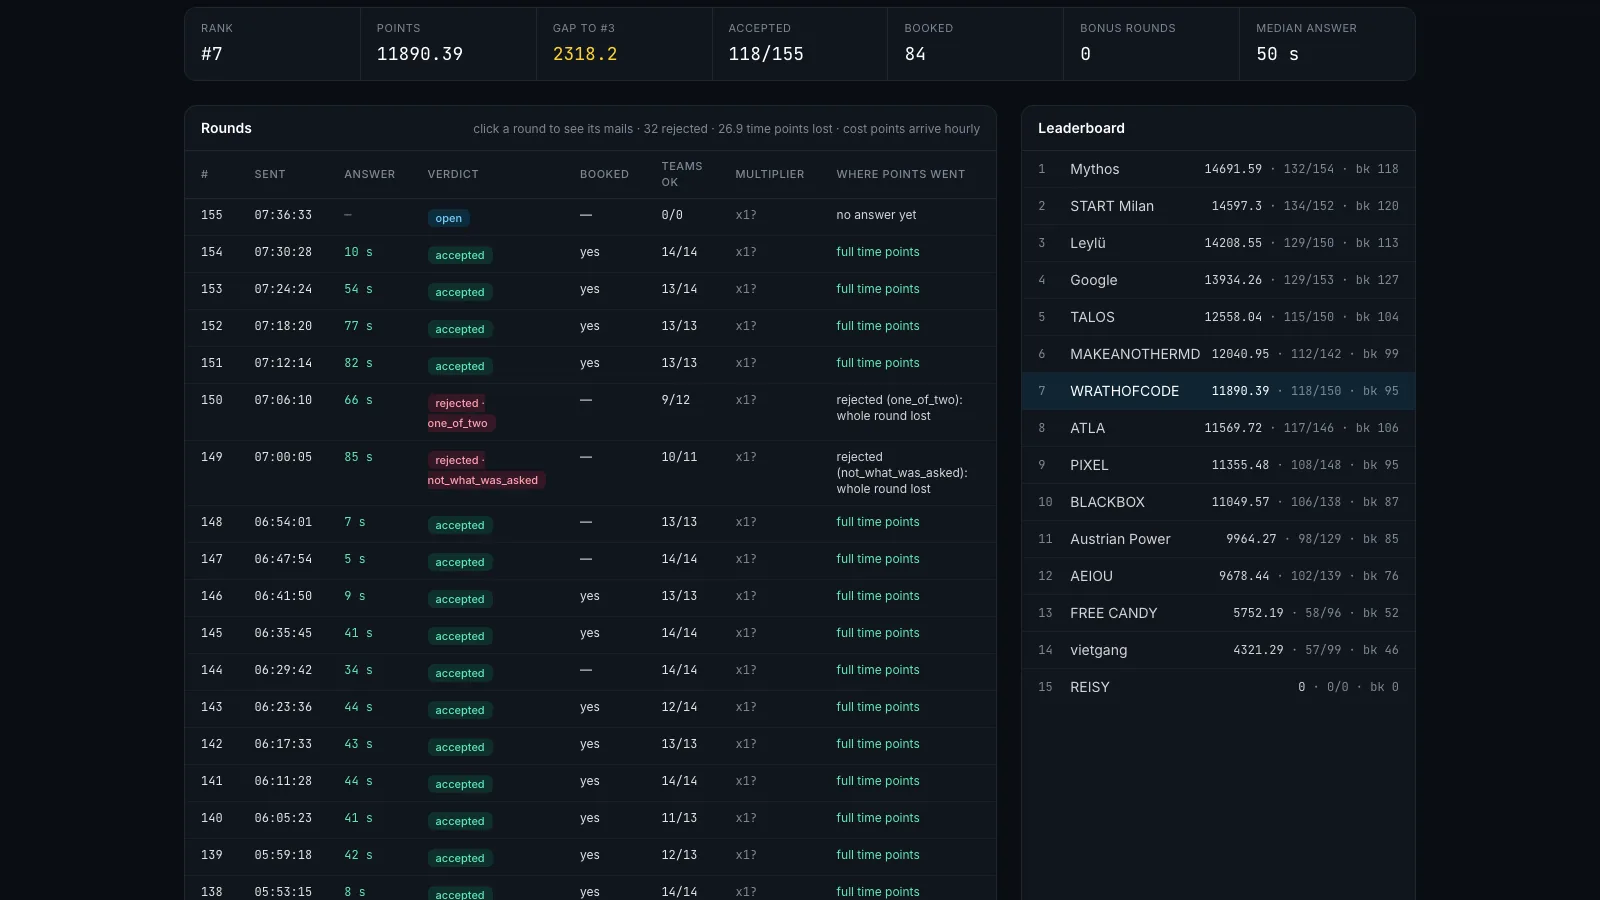 RANK POINTS GAP TO #3 ACCEPTED BOOKED BONUS ROUNDS MEDIAN ANSWER
#7 11890.39 2318.2 118/155 84 0 50 s
Rounds click a round to see its mails · 32 rejected · 26.9 time points lost · cost points arrive hourly
# SENT ANSWER VERDICT BOOKED TEAMS OK MULTIPLIER WHERE POINTS WENT
155 07:36:33 — open — 0/0 x1? no answer yet
154 07:30:28 10 s accepted yes 14/14 x1? full time points
153 07:24:24 54 s accepted yes 13/14 x1? full time points
152 07:18:20 77 s accepted yes 13/13 x1? full time points
151 07:12:14 82 s accepted yes 13/13 x1? full time points
150 07:06:10 66 s rejected · one_of_two — 9/12 x1? rejected (one_of_two): whole round lost
149 07:00:05 85 s rejected · not_what_was_asked — 10/11 x1? rejected (not_what_was_asked): whole round lost
148 06:54:01 7 s accepted — 13/13 x1? full time points
147 06:47:54 5 s accepted — 14/14 x1? full time points
146 06:41:50 9 s accepted yes 13/13 x1? full time points
145 06:35:45 41 s accepted yes 14/14 x1? full time points
144 06:29:42 34 s accepted — 14/14 x1? full time points
143 06:23:36 44 s accepted yes 12/14 x1? full time points
142 06:17:33 43 s accepted yes 13/13 x1? full time points
141 06:11:28 44 s accepted yes 14/14 x1? full time points
140 06:05:23 41 s accepted yes 11/13 x1? full time points
139 05:59:18 42 s accepted yes 12/13 x1? full time points
138 05:53:15 8 s accepted yes 14/14 x1? full time points
Leaderboard
1 Mythos 14691.59 · 132/154 · bk 118
2 START Milan 14597.3 · 134/152 · bk 120
3 Leylü 14208.55 · 129/150 · bk 113
4 Google 13934.26 · 129/153 · bk 127
5 TALOS 12558.04 · 115/150 · bk 104
6 MAKEANOTHERMD 12040.95 · 112/142 · bk 99
7 WRATHOFCODE 11890.39 · 118/150 · bk 95
8 ATLA 11569.72 · 117/146 · bk 106
9 PIXEL 11355.48 · 108/148 · bk 95
10 BLACKBOX 11049.57 · 106/138 · bk 87
11 Austrian Power 9964.27 · 98/129 · bk 85
12 AEIOU 9678.44 · 102/139 · bk 76
13 FREE CANDY 5752.19 · 58/96 · bk 52
14 vietgang 4321.29 · 57/99 · bk 46
15 REISY 0 · 0/0 · bk 0